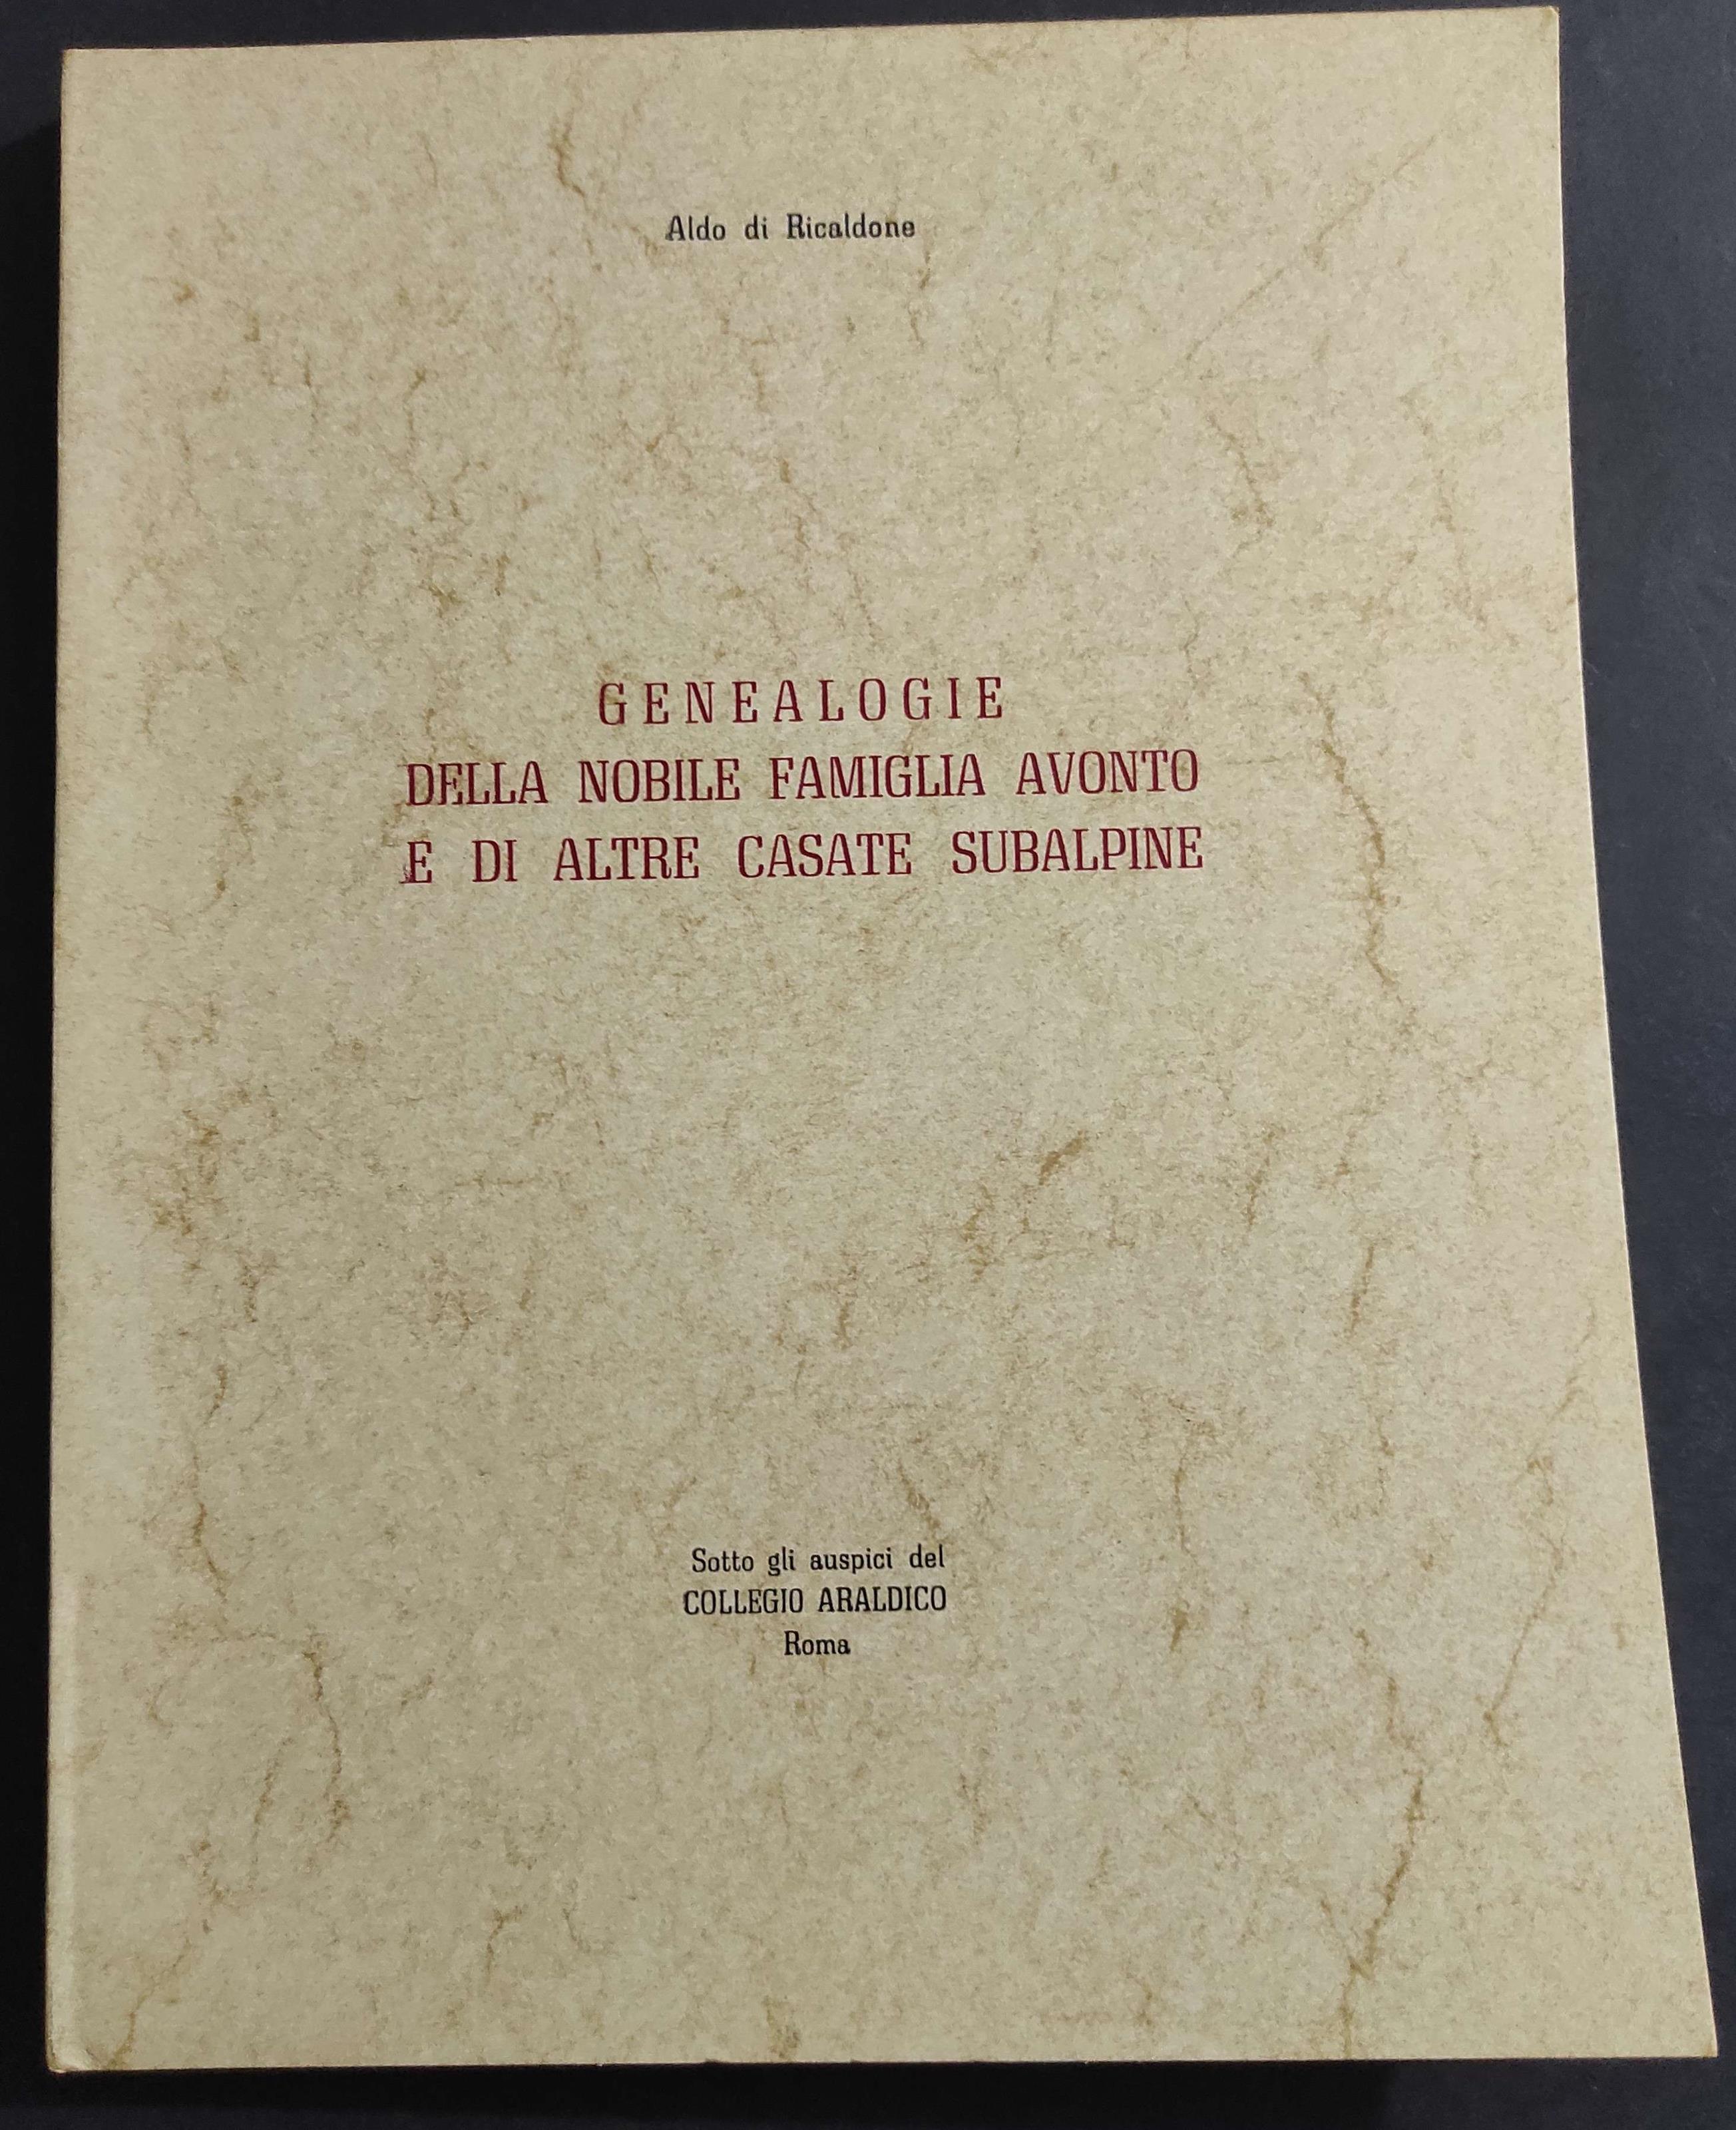 Aldo di Ricaldone
GENEALOGIE
DELLA NOBILE FAMIGLIA AVONTO
E DI ALTRE CASATE SUBALPINE
Sotto gli auspici del
COLLEGIO ARALDICO
Roma